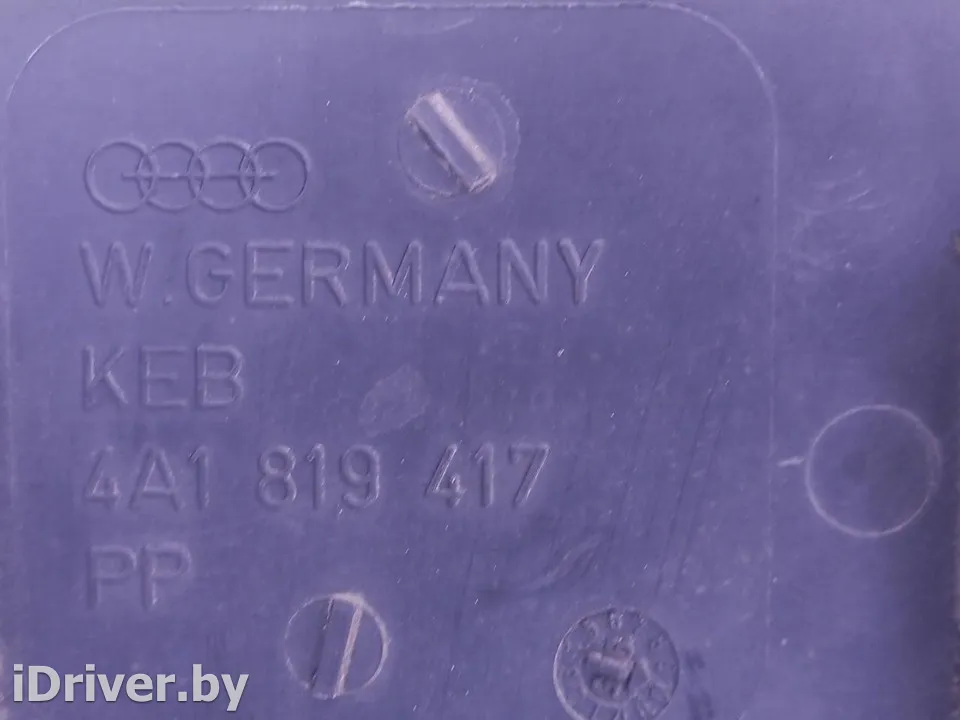 W.GERMANY
KEB
4A1 819 417
PP
iDriver.by